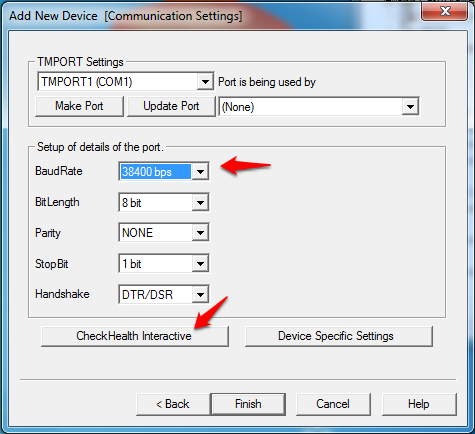 Add New Device  [Communication Settings]
TMPORT Settings
TMPORT1 (COM1) Port is being used by
Make Port Update Port (None)
Setup of details of the port.
BaudRate 38400 bps
BitLength 8 bit
Parity NONE
StopBit 1 bit
Handshake DTR/DSR
CheckHealth Interactive Device Specific Settings
< Back Finish Cancel Help